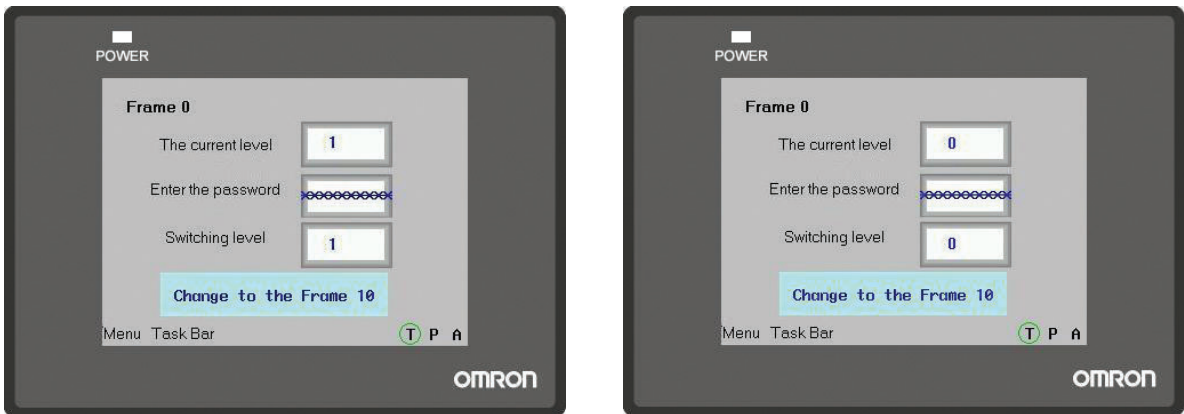 POWER
Frame 0
The current level 1
Enter the password
Switching level 1
Change to the Frame 10
Menu Task Bar T P A
OMRON
POWER
Frame 0
The current level 0
Enter the password
Switching level 0
Change to the Frame 10
Menu Task Bar T P A
OMRON